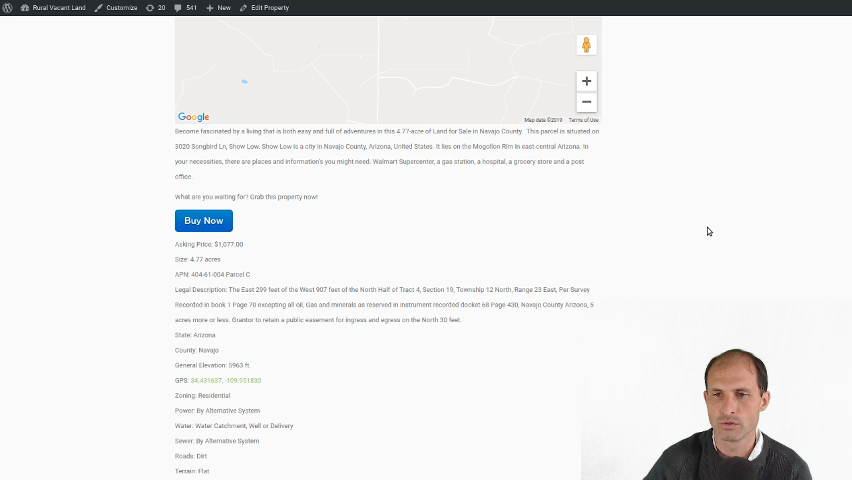 Rural Vacant Land Customize 20 541 New Edit Property
Google
Map data ©2019 Terms of Use
Become fascinated by a living that is both easy and full of adventures in this 4.77-acre of Land for Sale in Navajo County. This parcel is situated on
3020 Songbird Ln, Show Low. Show Low is a city in Navajo County, Arizona, United States. It lies on the Mogollon Rim in east-central Arizona. In
your necessities, there are places and information's you might need. Walmart Supercenter, a gas station, a hospital, a grocery store and a post
office.
What are you waiting for? Grab this property now!
Buy Now
Asking Price: $1,077.00
Size: 4.77 acres
APN: 404-61-004 Parcel C
Legal Description: The East 299 feet of the West 907 feet of the North Half of Tract 4, Section 19, Township 12 North, Range 23 East, Per Survey
Recorded in book 1 Page 70 excepting all oil, Gas and minerals as reserved in instrument recorded docket 68 Page 430, Navajo County Arizona, 5
acres more or less. Grantor to retain a public easement for ingress and egress on the North 30 feet.
State: Arizona
County: Navajo
General Elevation: 5963 ft.
GPS: 34.431637, -109.951830
Zoning: Residential
Power: By Alternative System
Water: Water Catchment, Well or Delivery
Sewer: By Alternative System
Roads: Dirt
Terrain: Flat